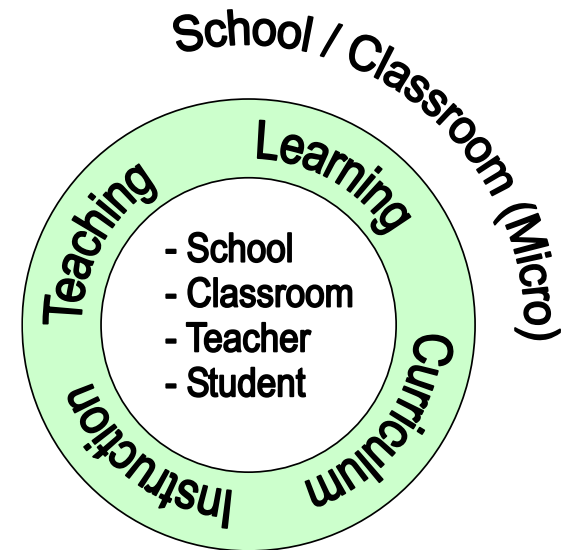 School / Classroom (Micro)
Learning
Teaching
- School
- Classroom
- Teacher
- Student
Curriculum
Instruction